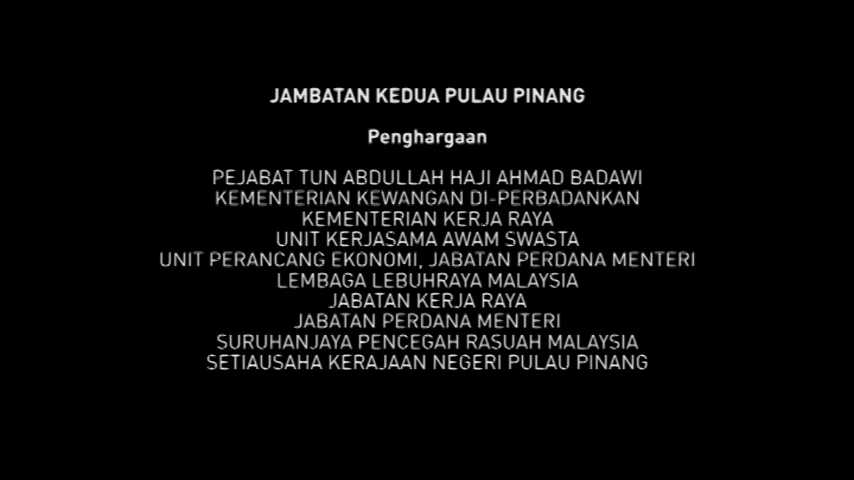 JAMBATAN KEDUA PULAU PINANG
Penghargaan
PEJABAT TUN ABDULLAH HAJI AHMAD BADAWI
KEMENTERIAN KEWANGAN DI-PERBADANKAN
KEMENTERIAN KERJA RAYA
UNIT KERJASAMA AWAM SWASTA
UNIT PERANCANG EKONOMI, JABATAN PERDANA MENTERI
LEMBAGA LEBUHRAYA MALAYSIA
JABATAN KERJA RAYA
JABATAN PERDANA MENTERI
SURUHANJAYA PENCEGAH RASUAH MALAYSIA
SETIAUSAHA KERAJAAN NEGERI PULAU PINANG